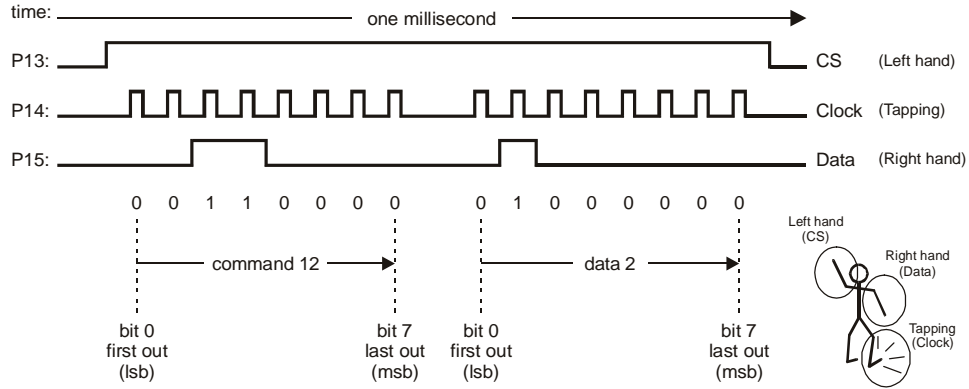 time: one millisecond
P13: CS (Left hand)
P14: Clock (Tapping)
P15: Data (Right hand)
0 0 1 1 0 0 0 0 0 1 0 0 0 0 0 0
command 12 data 2
bit 0
first out
(lsb)
bit 7
last out
(msb)
bit 0
first out
(lsb)
bit 7
last out
(msb)
Left hand
(CS)
Right hand
(Data)
Tapping
(Clock)